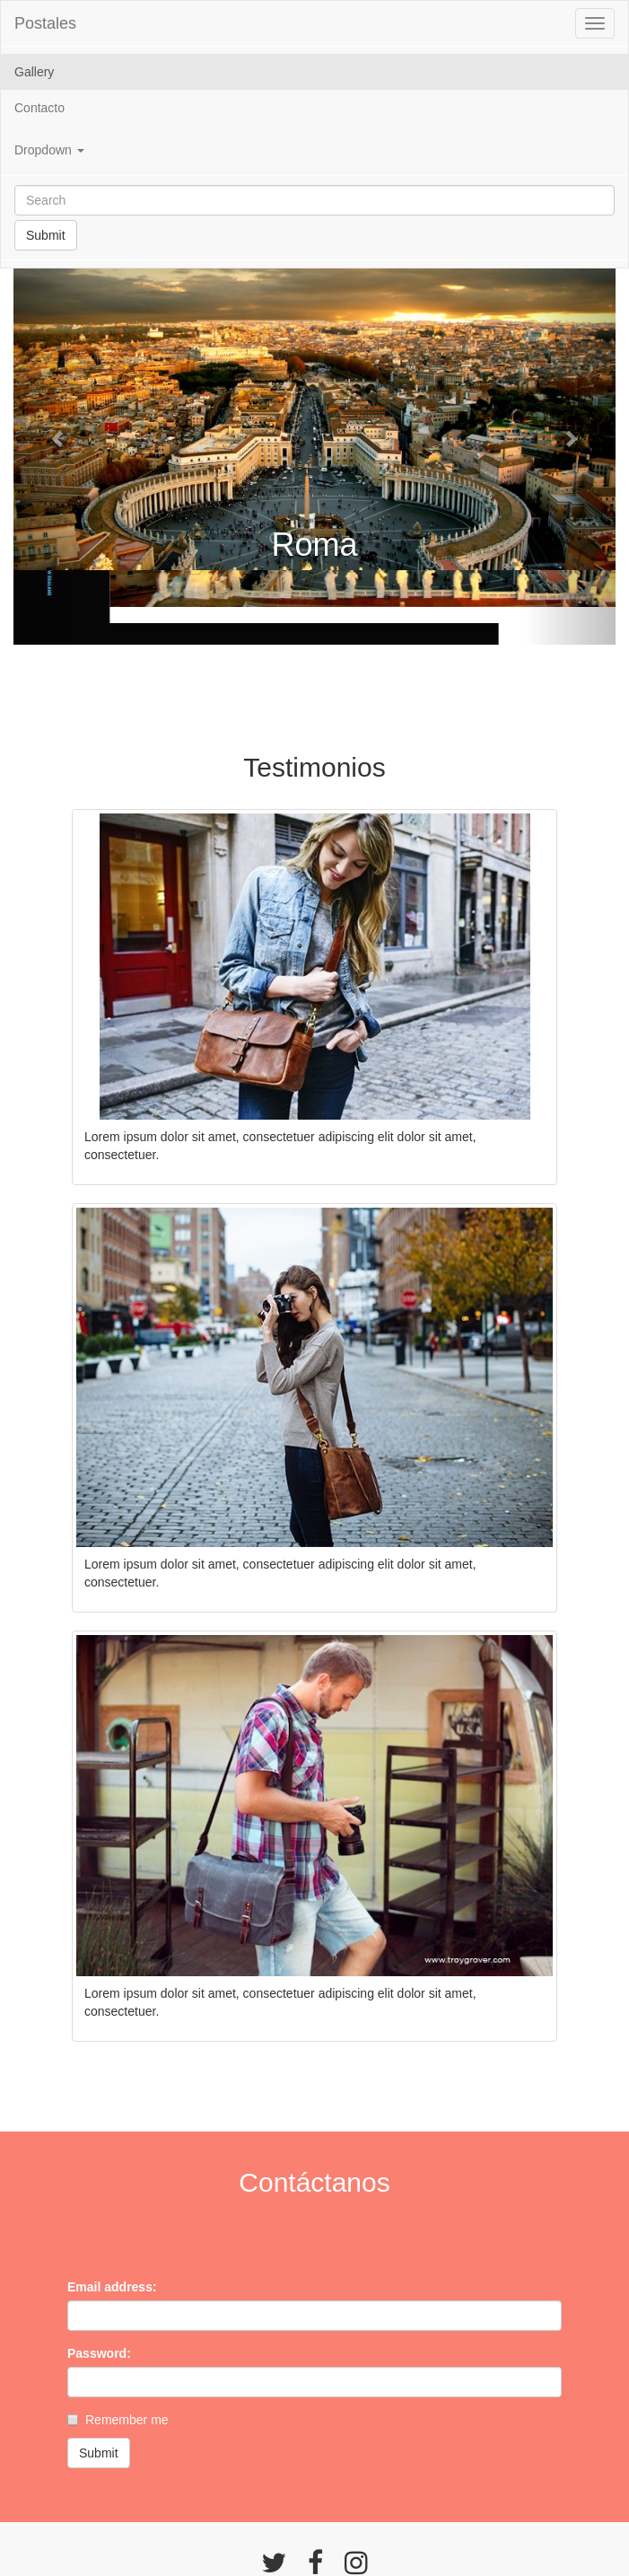 Postales
Gallery
Contacto
Dropdown
Search
Submit
Roma
Testimonios
Lorem ipsum dolor sit amet, consectetuer adipiscing elit dolor sit amet,
consectetuer.
Lorem ipsum dolor sit amet, consectetuer adipiscing elit dolor sit amet,
consectetuer.
U.S.A
www.troygrover.com
Lorem ipsum dolor sit amet, consectetuer adipiscing elit dolor sit amet,
consectetuer.
Contáctanos
Email address:
Password:
Remember me
Submit